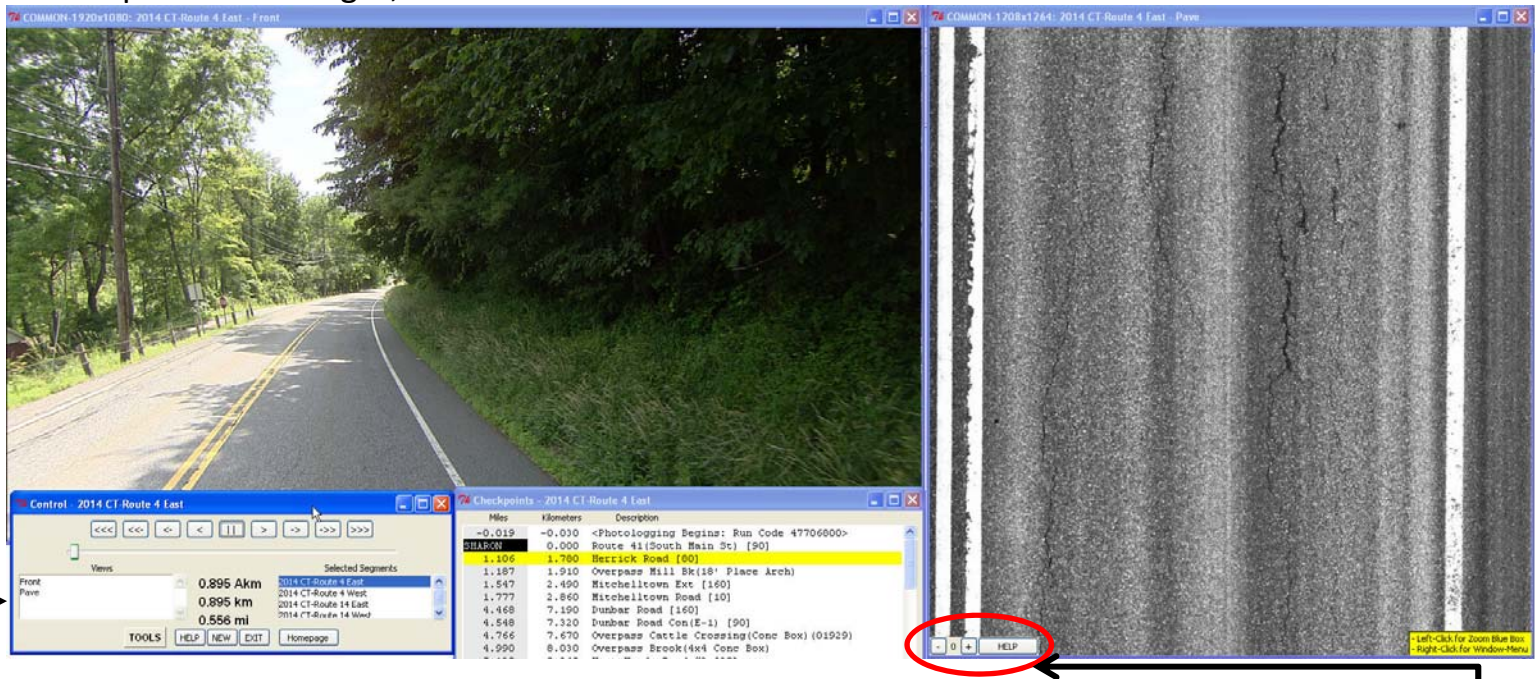 COMMON-1920x1080: 2014 CT-Route 4 East - Front
COMMON-1208x1264: 2014 CT-Route 4 East - Pave
Control - 2014 CT-Route 4 East
<<< <<- <- < || > -> ->> >>>
Views
Selected Segments
Front
Pave
0.895 Akm
0.895 km
0.556 mi
2014 CT-Route 4 East
2014 CT-Route 4 West
2014 CT-Route 14 East
2014 CT-Route 14 West
TOOLS HELP NEW EXIT Homepage
Checkpoints - 2014 CT-Route 4 East
Miles Kilometers Description
-0.019 -0.030 <Photologging Begins: Run Code 47706800>
SHARON 0.000 Route 41(South Main St) [90]
1.106 1.780 Herrick Road [80]
1.187 1.910 Overpass Mill Bk(18' Place Arch)
1.547 2.490 Mitchelltown Ext [160]
1.777 2.860 Mitchelltown Road [10]
4.468 7.190 Dunbar Road [160]
4.548 7.320 Dunbar Road Con(E-1) [90]
4.766 7.670 Overpass Cattle Crossing(Conc Box)(01929)
4.990 8.030 Overpass Brook(4x4 Conc Box)
- 0 + HELP
- Left-Click for Zoom Blue Box
- Right-Click for Window-Menu